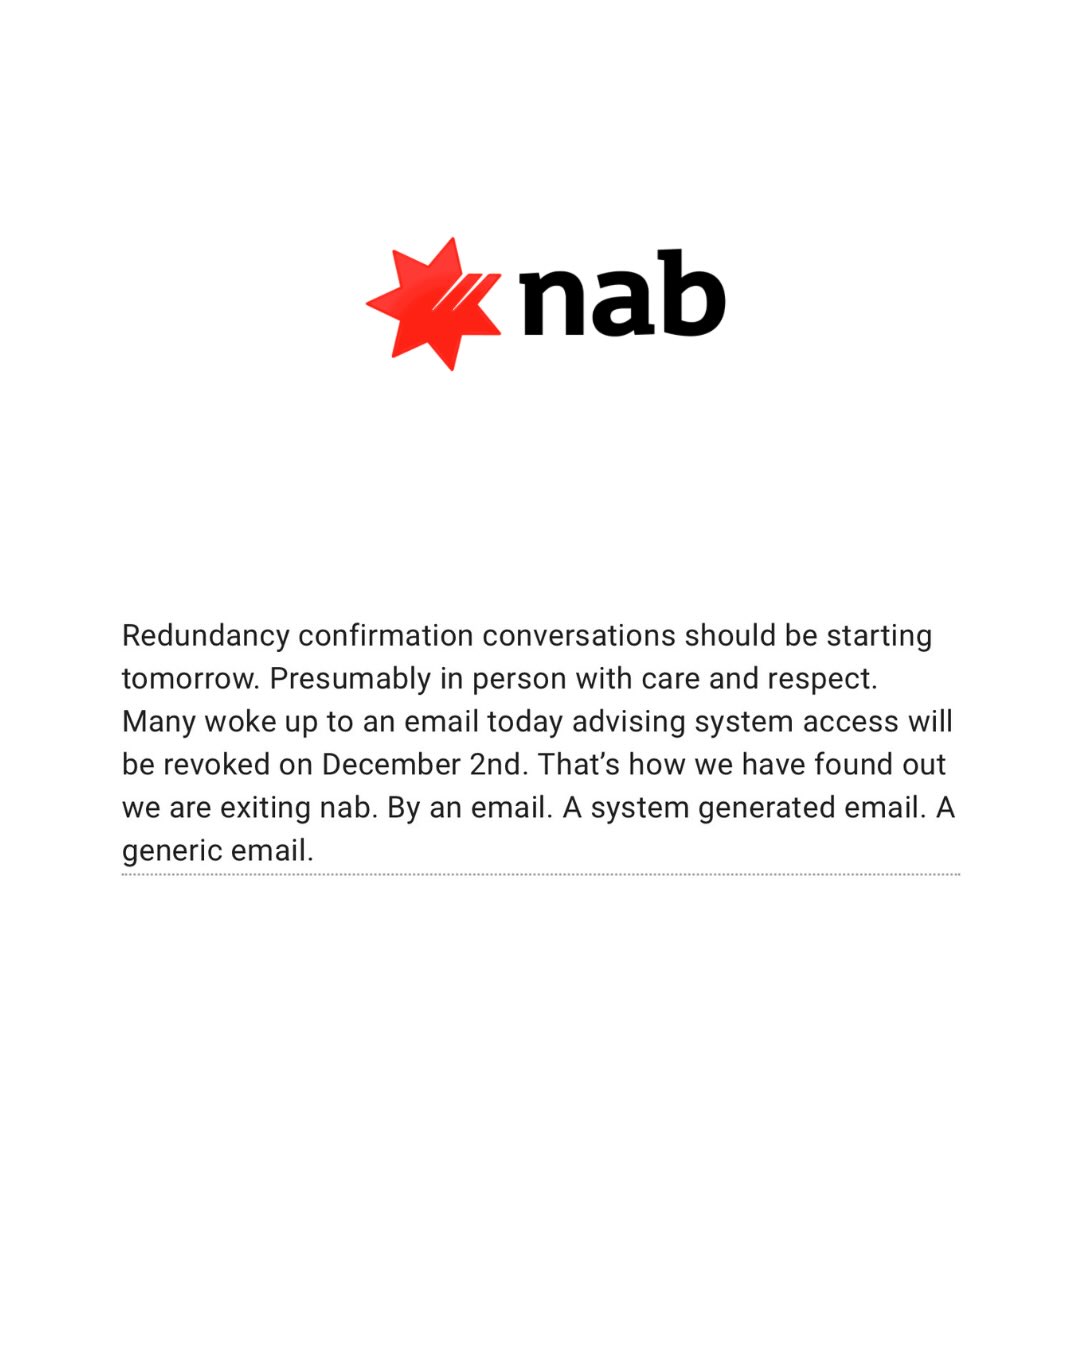 nab
Redundancy confirmation conversations should be starting
tomorrow. Presumably in person with care and respect.
Many woke up to an email today advising system access will
be revoked on December 2nd. That’s how we have found out
we are exiting nab. By an email. A system generated email. A
generic email.